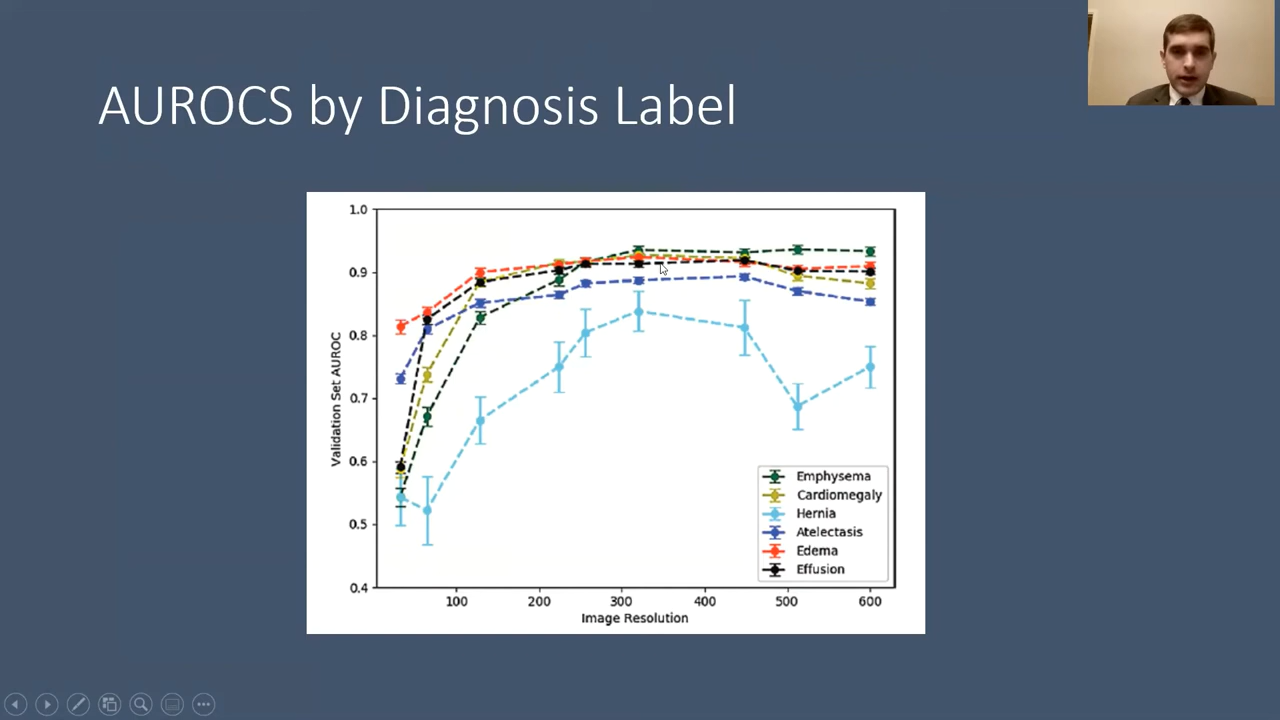 AUROCS by Diagnosis Label
1.0
0.9
0.8
0.7
0.6
0.5
0.4
Validation Set AUROC
100 200 300 400 500 600
Image Resolution
Emphysema
Cardiomegaly
Hernia
Atelectasis
Edema
Effusion